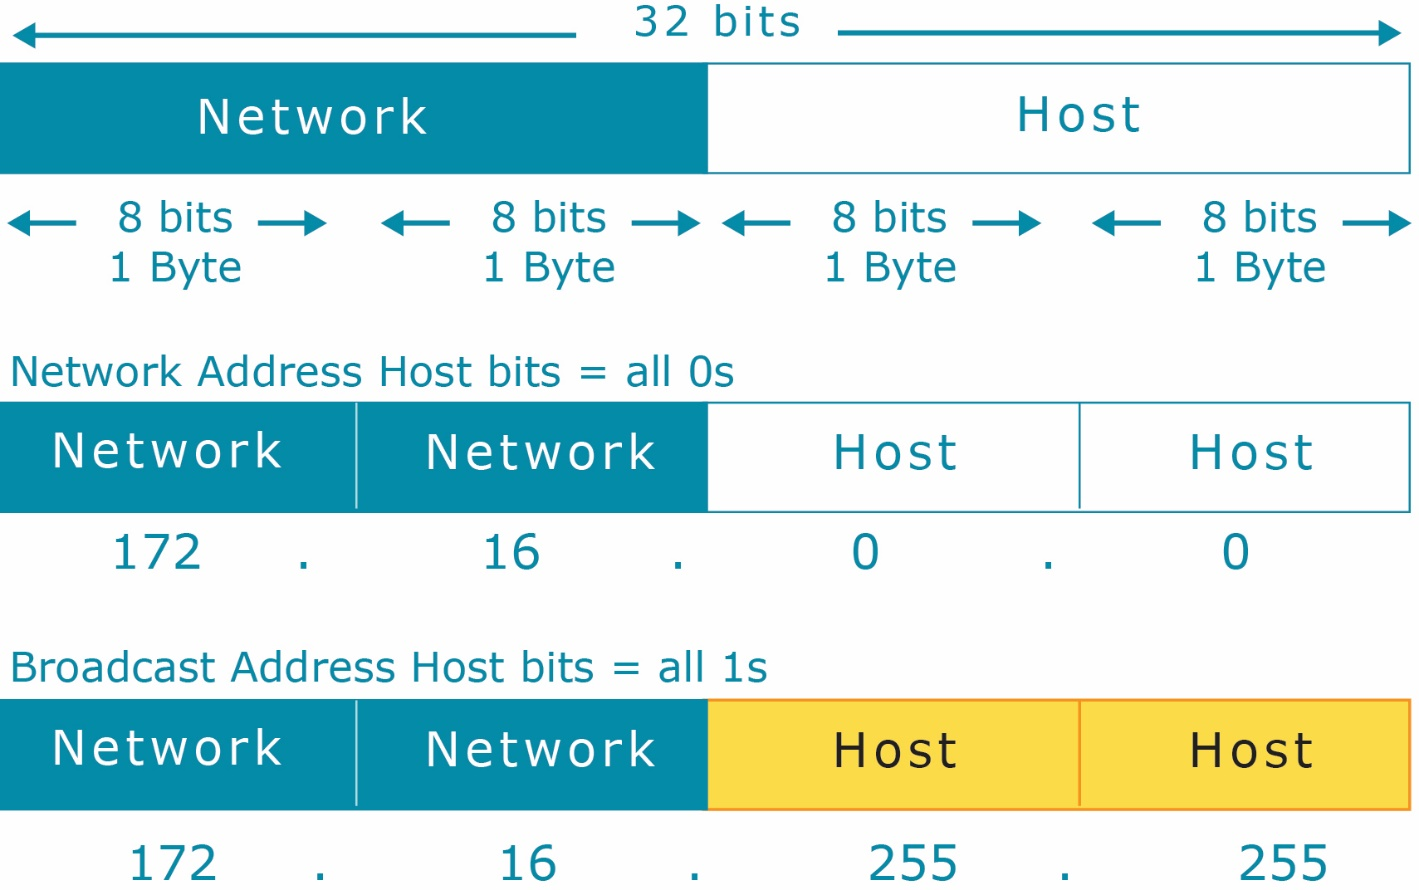 32 bits
Network Host
8 bits 8 bits 8 bits 8 bits
1 Byte 1 Byte 1 Byte 1 Byte
Network Address Host bits = all 0s
Network Network Host Host
172 . 16 . 0 . 0
Broadcast Address Host bits = all 1s
Network Network Host Host
172 . 16 . 255 . 255